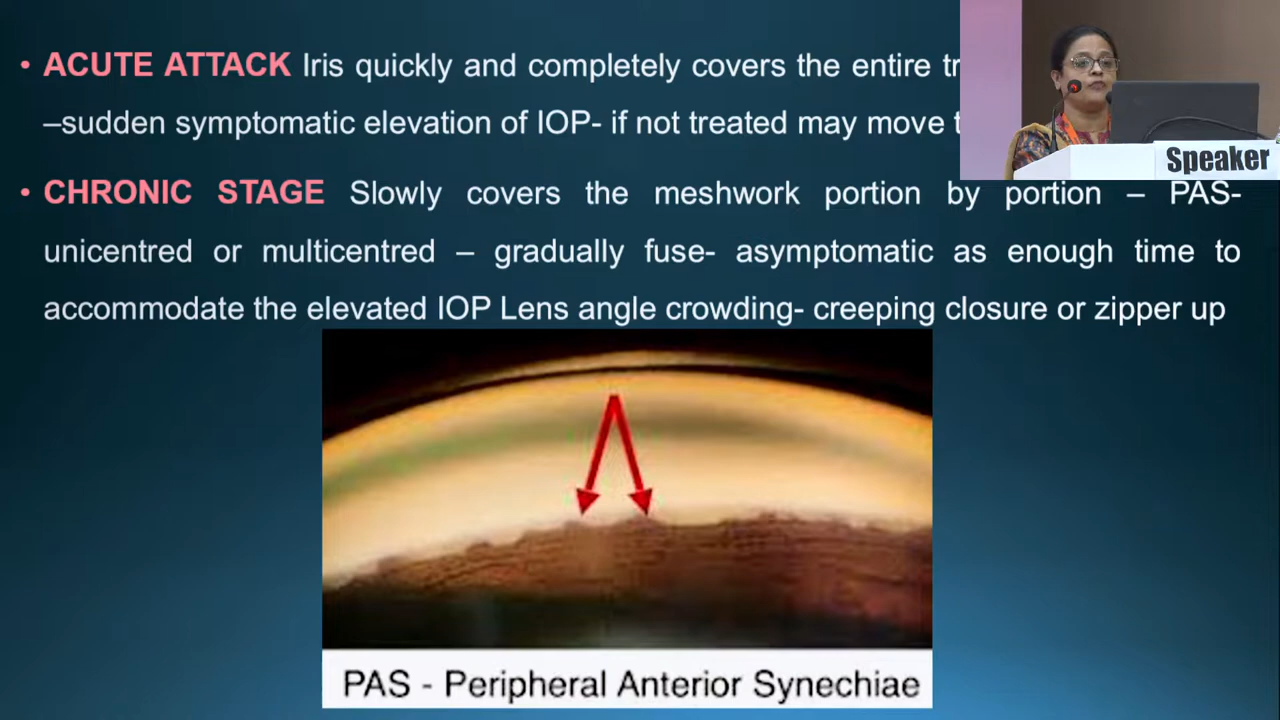 • ACUTE ATTACK Iris quickly and completely covers the entire
–sudden symptomatic elevation of IOP- if not treated may move
• CHRONIC STAGE Slowly covers the meshwork portion by portion – PAS-
unicentred or multicentred – gradually fuse- asymptomatic as enough time to
accommodate the elevated IOP Lens angle crowding- creeping closure or zipper up
PAS - Peripheral Anterior Synechiae
Speaker